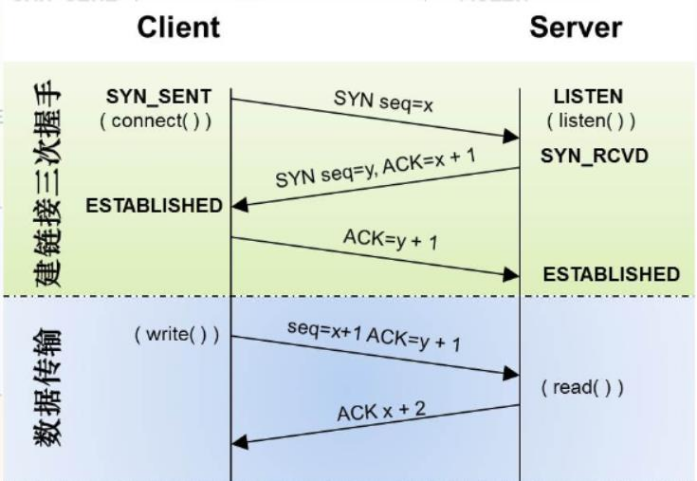 Client
Server
建链接三次握手
SYN_SENT
( connect() )
SYN seq=x
LISTEN
( listen() )
SYN_RCVD
SYN seq=y, ACK=x + 1
ESTABLISHED
ACK=y + 1
ESTABLISHED
数据传输
( write() )
seq=x+1 ACK=y + 1
( read() )
ACK x + 2